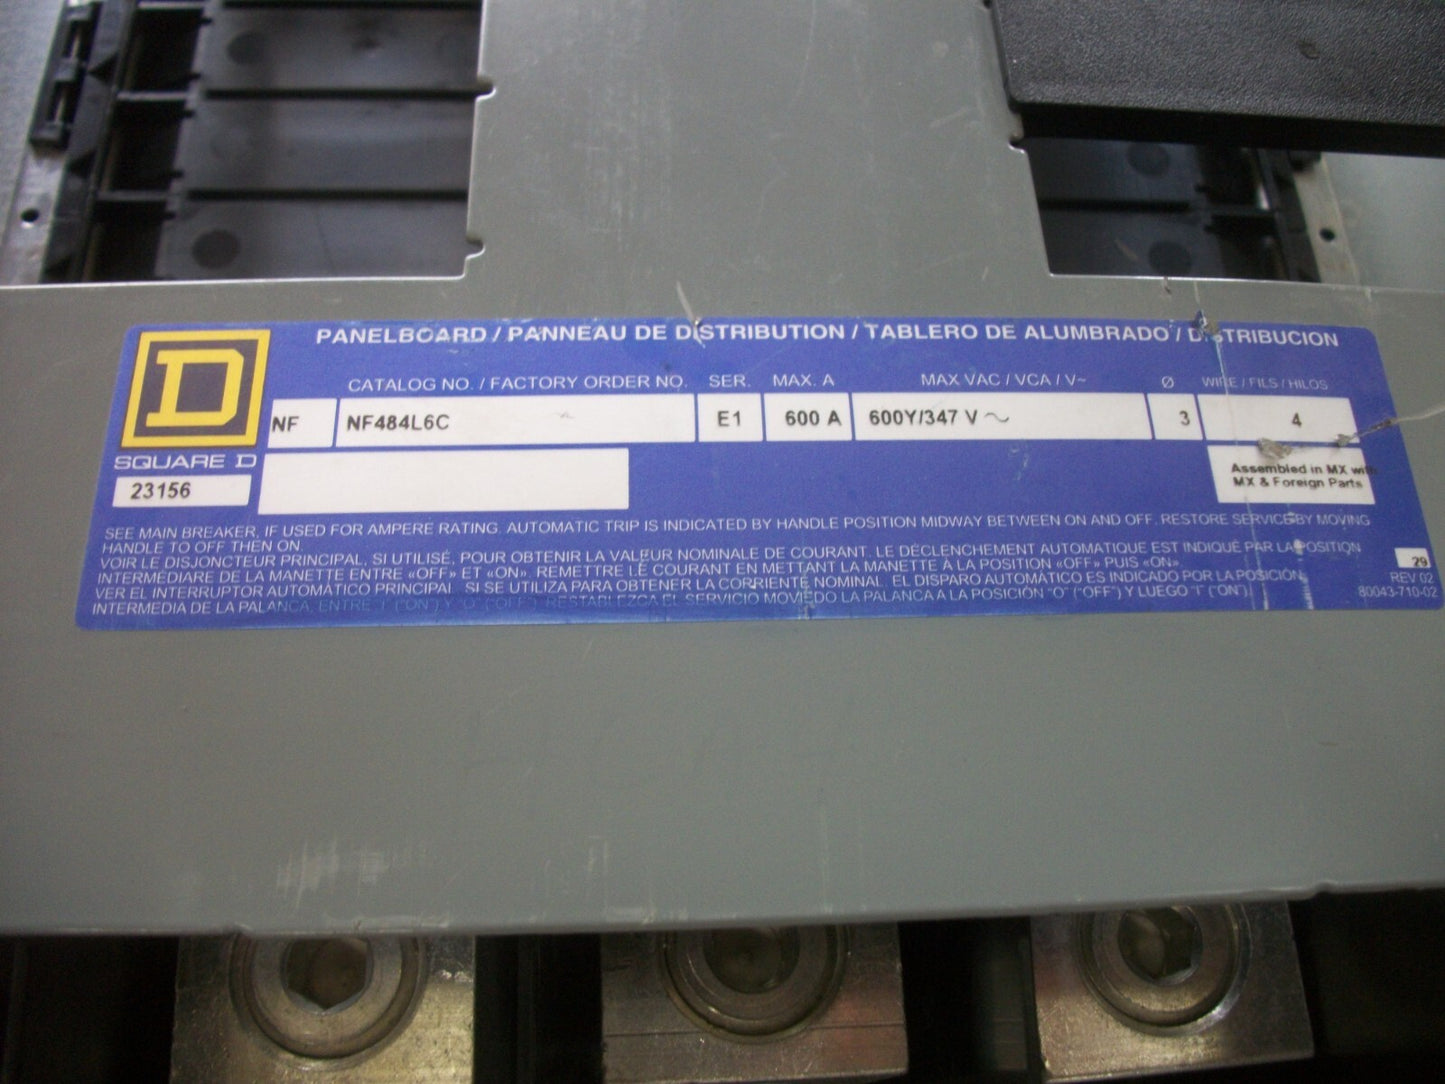 PANELBOARD / PANNEAU DE DISTRIBUTION / TABLERO DE ALUMBRADO / DISTRIBUCION
CATALOG NO. / FACTORY ORDER NO. SER. MAX. A MAX VAC / VCA / V~ Ø WIRE / FILS / HILOS
D
NF NF484L6C E1 600 A 600Y/347 V ~ 3 4
SQUARE D
23156
Assembled in MX with
MX & Foreign Parts
SEE MAIN BREAKER, IF USED FOR AMPERE RATING. AUTOMATIC TRIP IS INDICATED BY HANDLE POSITION MIDWAY BETWEEN ON AND OFF. RESTORE SERVICE BY MOVING
HANDLE TO OFF THEN ON.
VOIR LE DISJONCTEUR PRINCIPAL, SI UTILISÉ, POUR OBTENIR LA VALEUR NOMINALE DE COURANT. LE DÉCLENCHEMENT AUTOMATIQUE EST INDIQUÉ PAR LA POSITION
INTERMÉDIARE DE LA MANETTE ENTRE «OFF» ET «ON». REMETTRE LE COURANT EN METTANT LA MANETTE À LA POSITION «OFF» PUIS «ON».
VER EL INTERRUPTOR AUTOMÁTICO PRINCIPAL SI SE UTILIZA PARA OBTENER LA CORRIENTE NOMINAL. EL DISPARO AUTOMÁTICO ES INDICADO POR LA POSICIÓN
INTERMEDIA DE LA PALANCA, ENTRE "I" ("ON") Y "O" ("OFF"). RESTABLEZCA EL SERVICIO MOVIEDO LA PALANCA A LA POSICIÓN "O" ("OFF") Y LUEGO "I" ("ON").
29
REV 02
80043-710-02